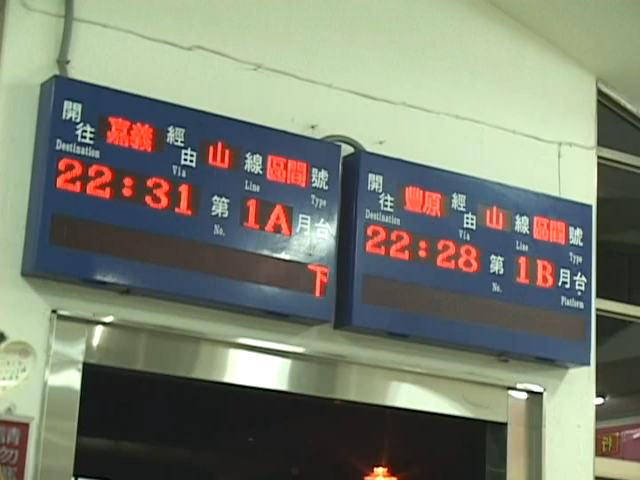 開往 嘉義 經由 山 線 區間 號
Destination Via Line Type
22:31 第 1A 月台
No.
下
開往 豐原 經由 山 線 區間 號
Destination Via Line Type
22:28 第 1B 月台
No. Platform
請勿